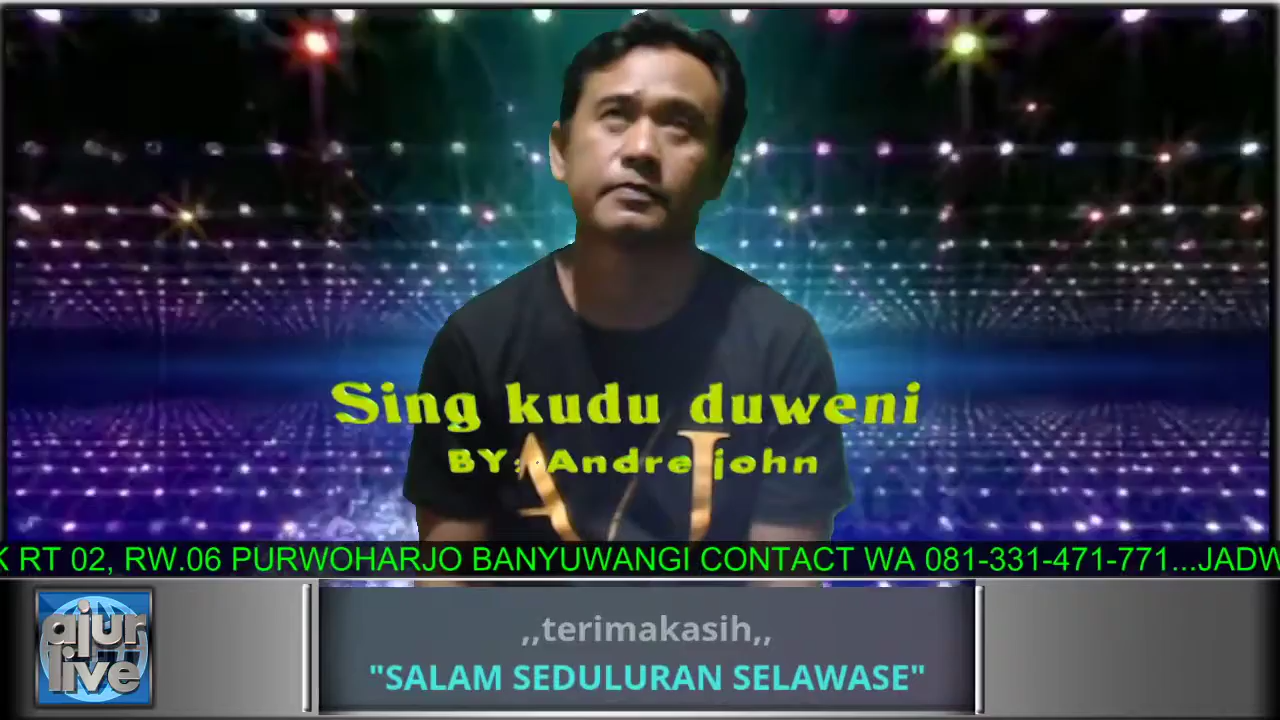 Sing kudu duweni
BY: Andre john
AJ
K RT 02, RW.06 PURWOHARJO BANYUWANGI CONTACT WA 081-331-471-771...JADW
ajur
live
,,terimakasih,,
"SALAM SEDULURAN SELAWASE"